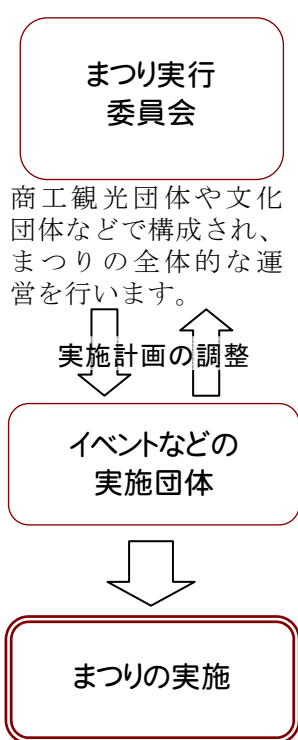 まつり実行
委員会
商工観光団体や文化
団体などで構成され、
まつりの全体的な運
営を行います。
実施計画の調整
イベントなどの
実施団体
まつりの実施